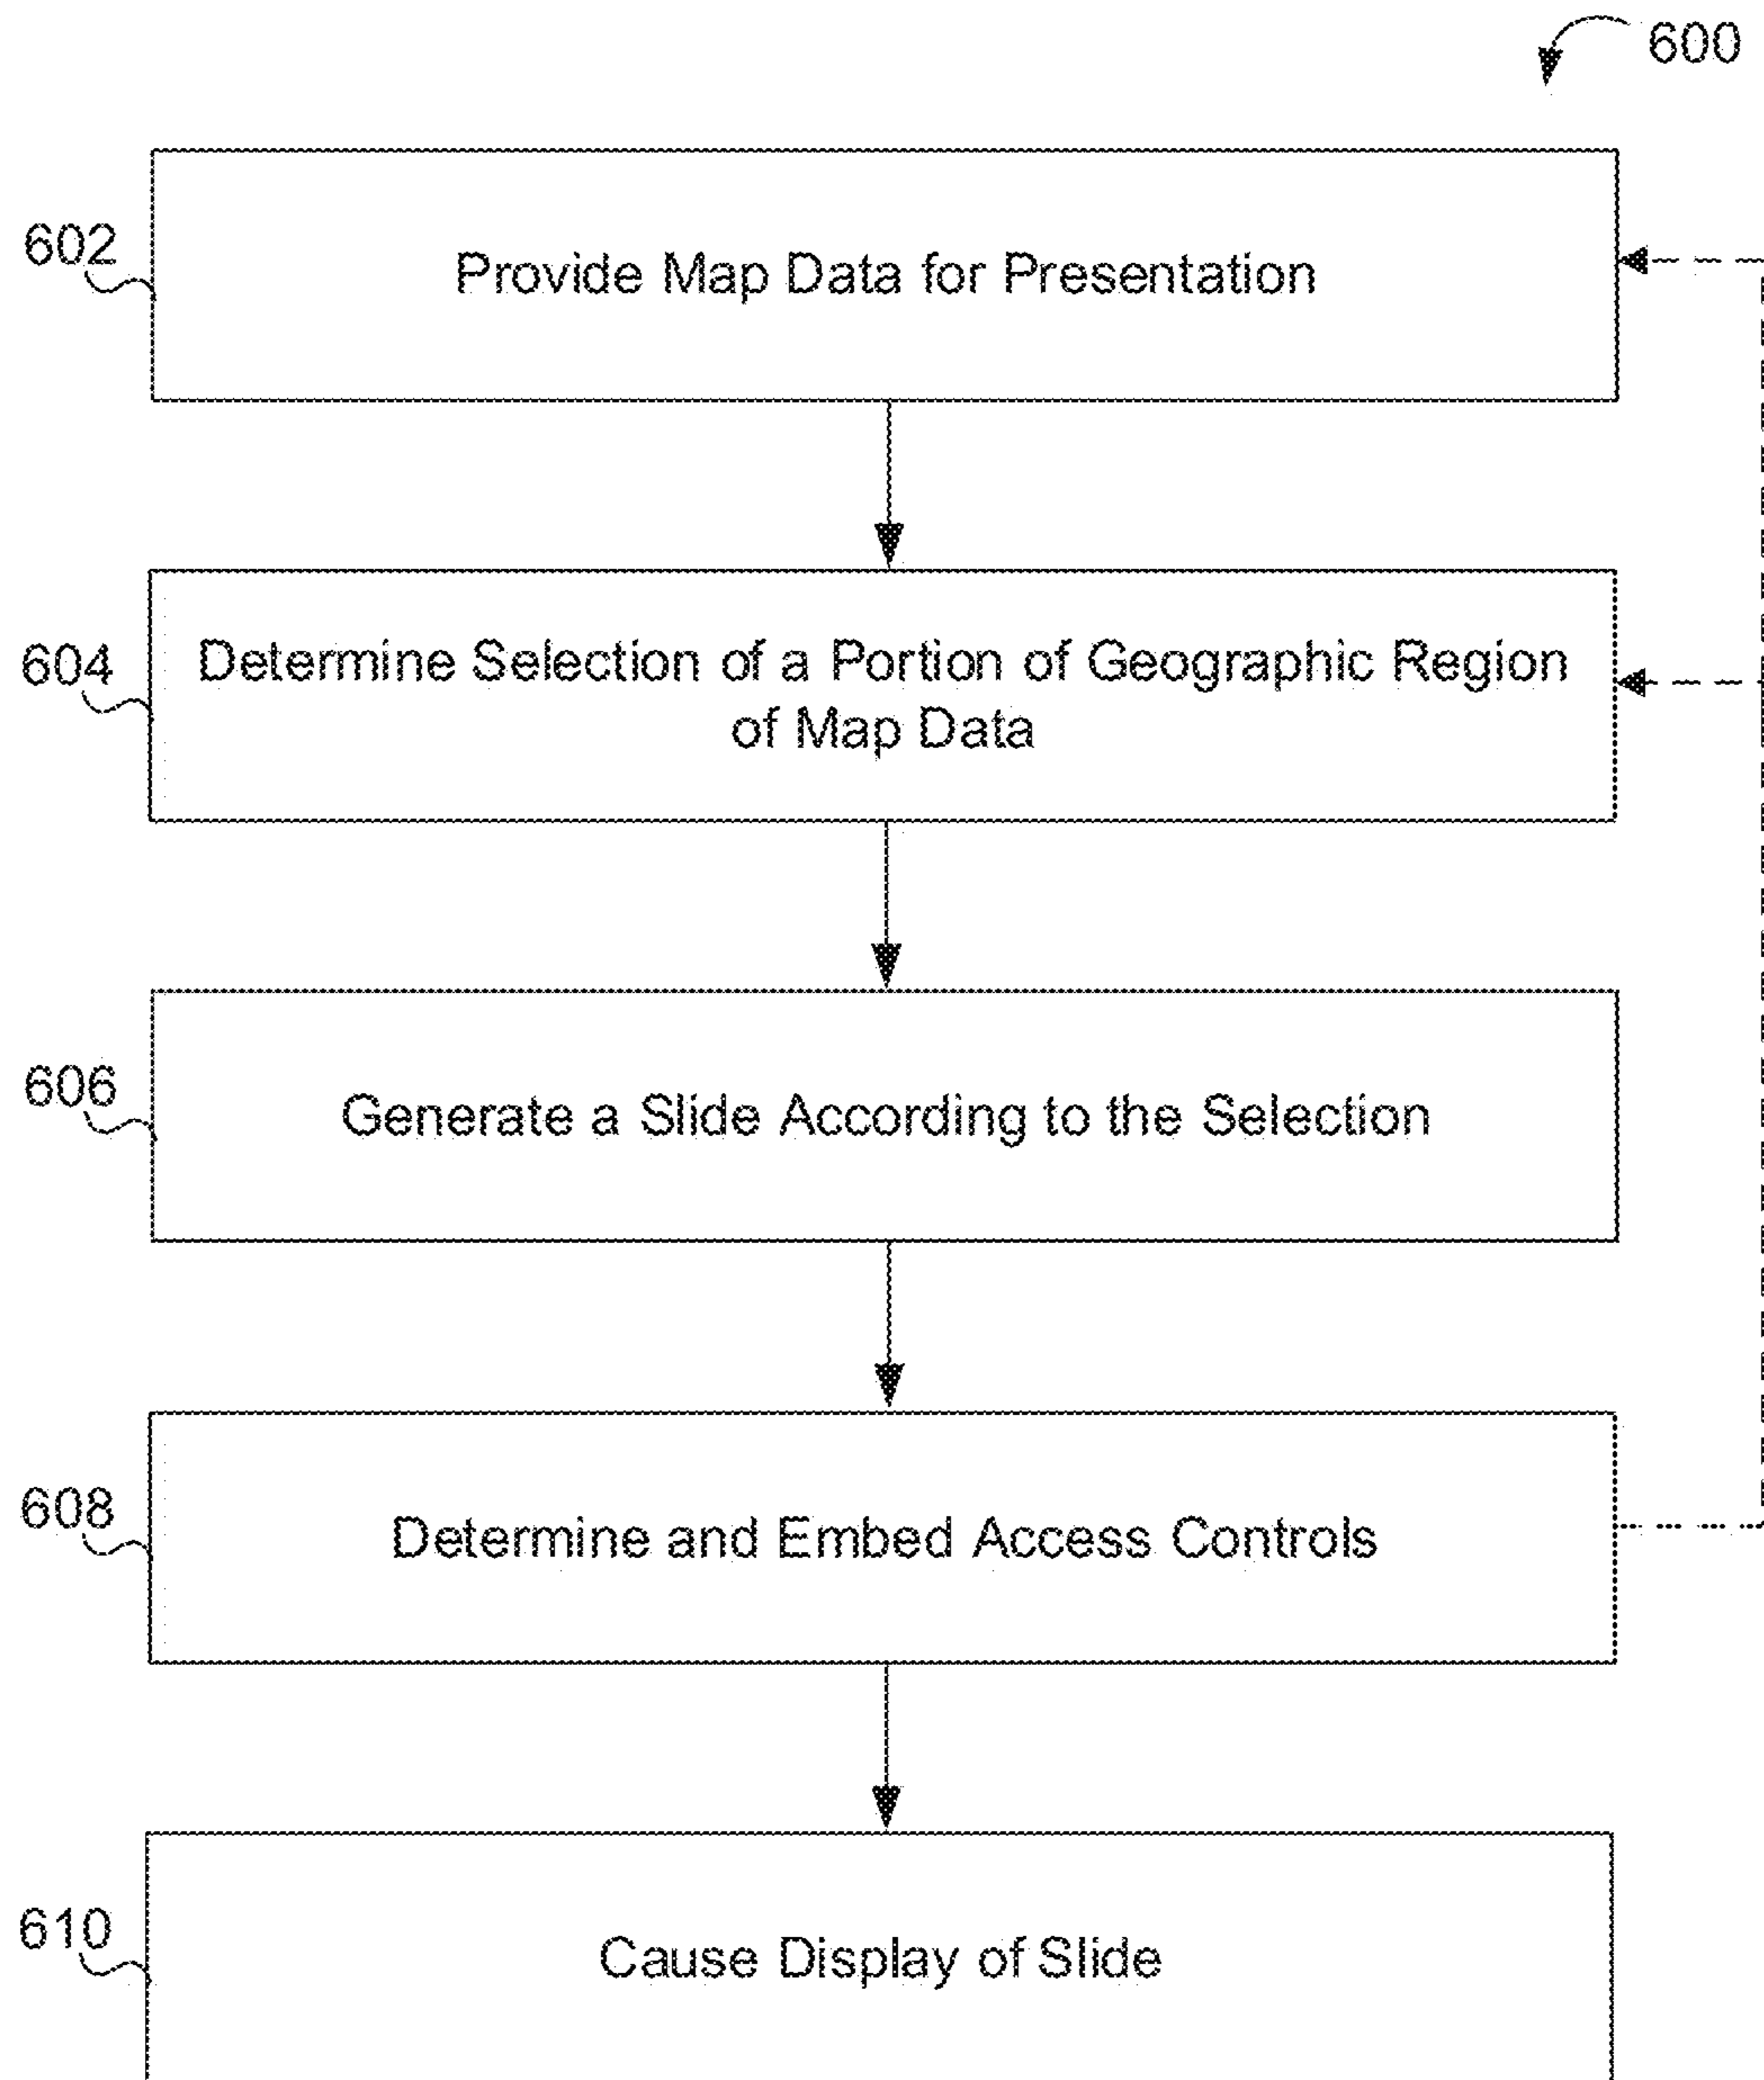 600
602
Provide Map Data for Presentation
604
Determine Selection of a Portion of Geographic Region
of Map Data
606
Generate a Slide According to the Selection
608
Determine and Embed Access Controls
610
Cause Display of Slide